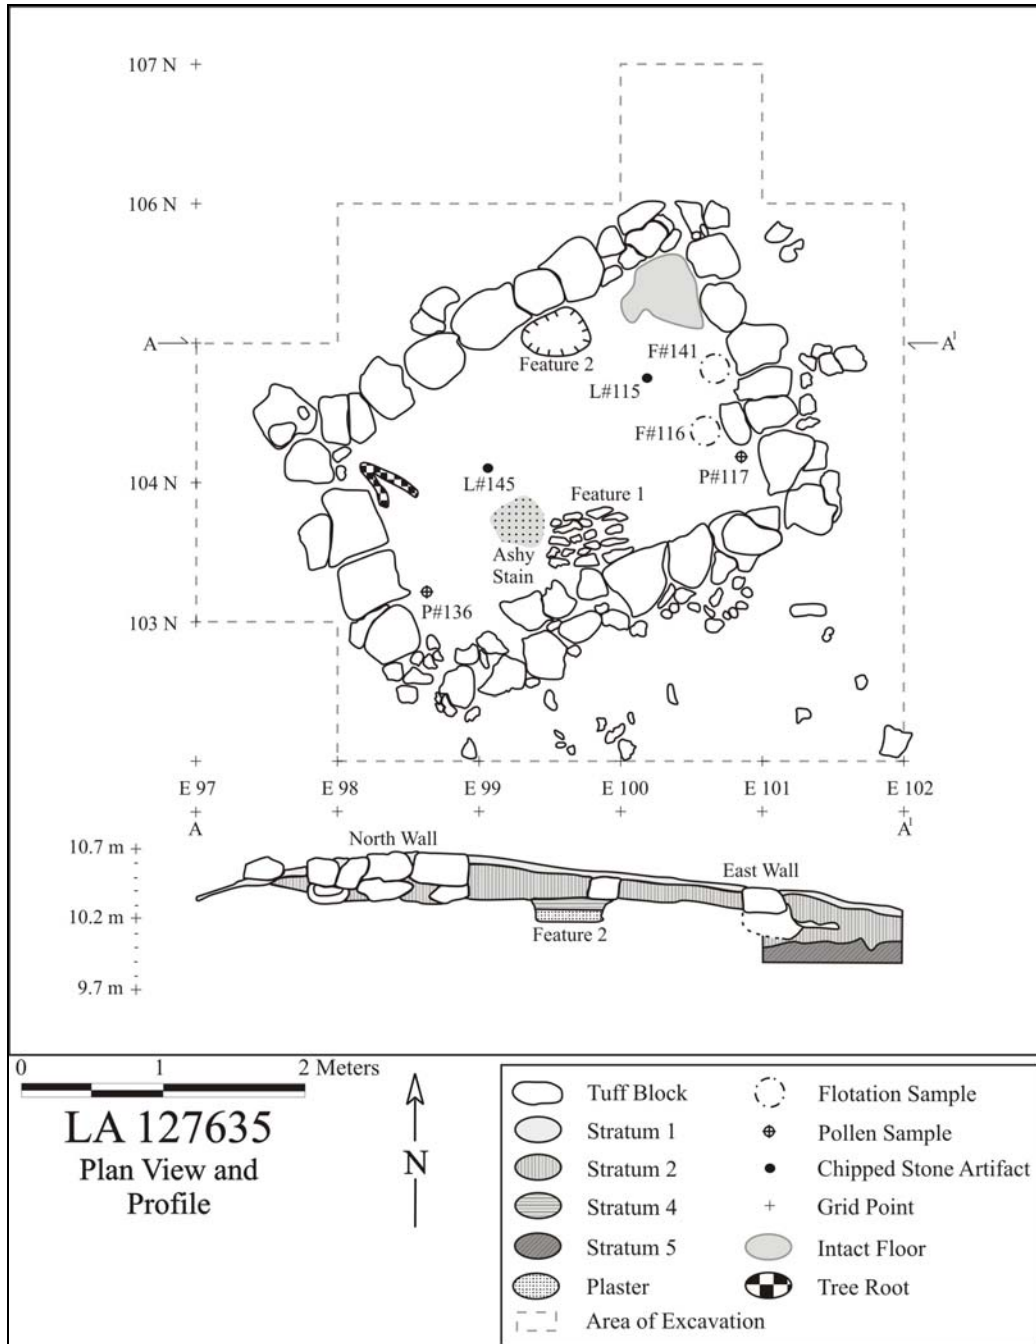 107 N
106 N
A
A'
F#141
Feature 2
L#115
F#116
P#117
104 N
L#145
Feature 1
Ashy
Stain
P#136
103 N
E 97
E 98
E 99
E 100
E 101
E 102
A
A'
10.7 m
North Wall
East Wall
10.2 m
Feature 2
9.7 m
0 1 2 Meters
LA 127635
Plan View and
Profile
N
Tuff Block
Stratum 1
Stratum 2
Stratum 4
Stratum 5
Plaster
Area of Excavation
Flotation Sample
Pollen Sample
Chipped Stone Artifact
Grid Point
Intact Floor
Tree Root